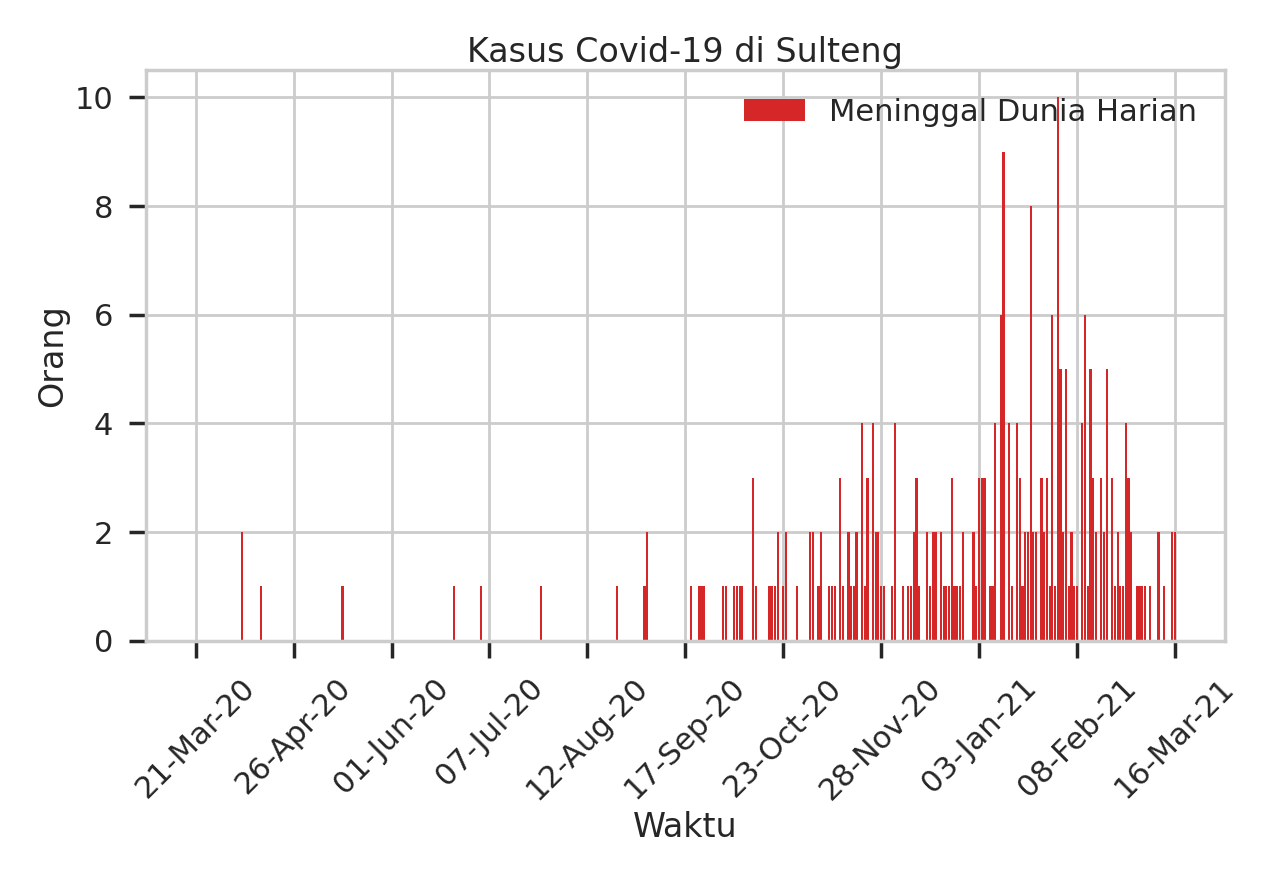 Kasus Covid-19 di Sulteng
Meninggal Dunia Harian
Orang
10
8
6
4
2
0
21-Mar-20
26-Apr-20
01-Jun-20
07-Jul-20
12-Aug-20
17-Sep-20
23-Oct-20
28-Nov-20
03-Jan-21
08-Feb-21
16-Mar-21
Waktu